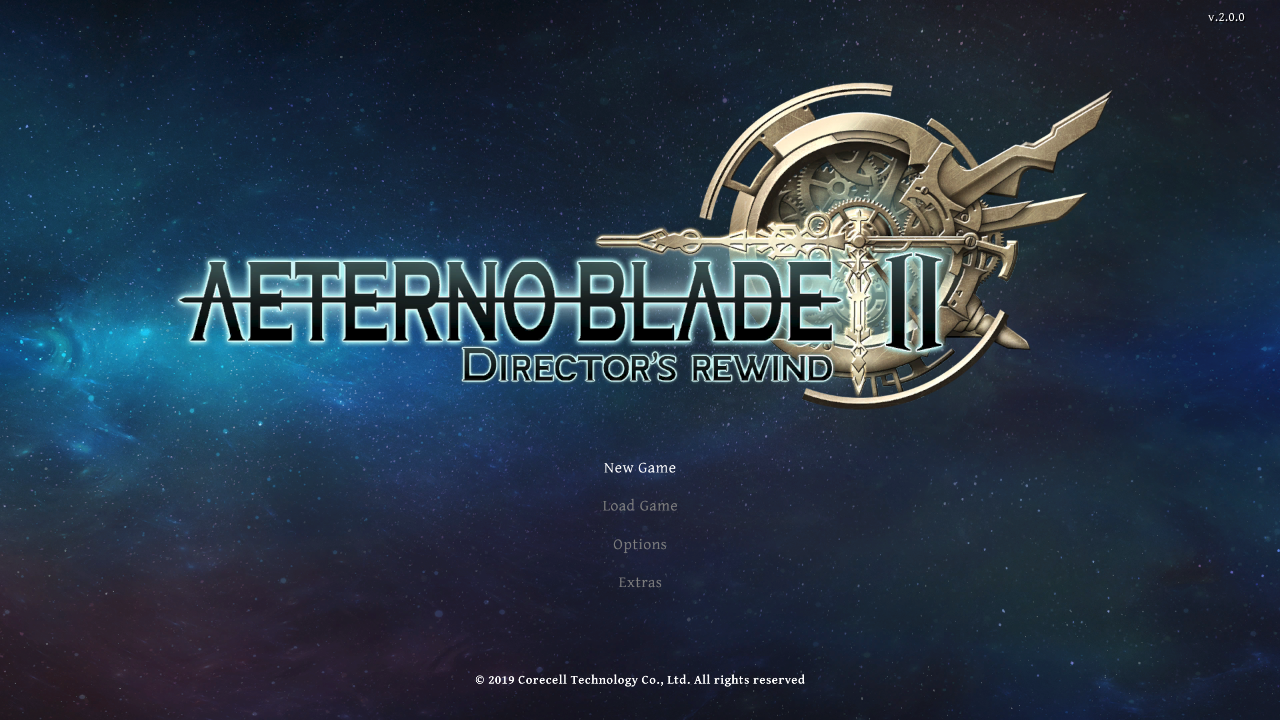 v.2.0.0
AETERNO BLADE II
DIRECTOR'S REWIND
New Game
Load Game
Options
Extras
© 2019 Corecell Technology Co., Ltd. All rights reserved